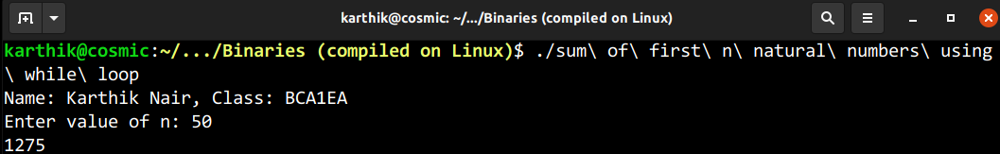 karthik@cosmic: ~/.../Binaries (compiled on Linux)
karthik@cosmic:~/.../Binaries (compiled on Linux)$ ./sum\ of\ first\ n\ natural\ numbers\ using
\ while\ loop
Name: Karthik Nair, Class: BCA1EA
Enter value of n: 50
1275